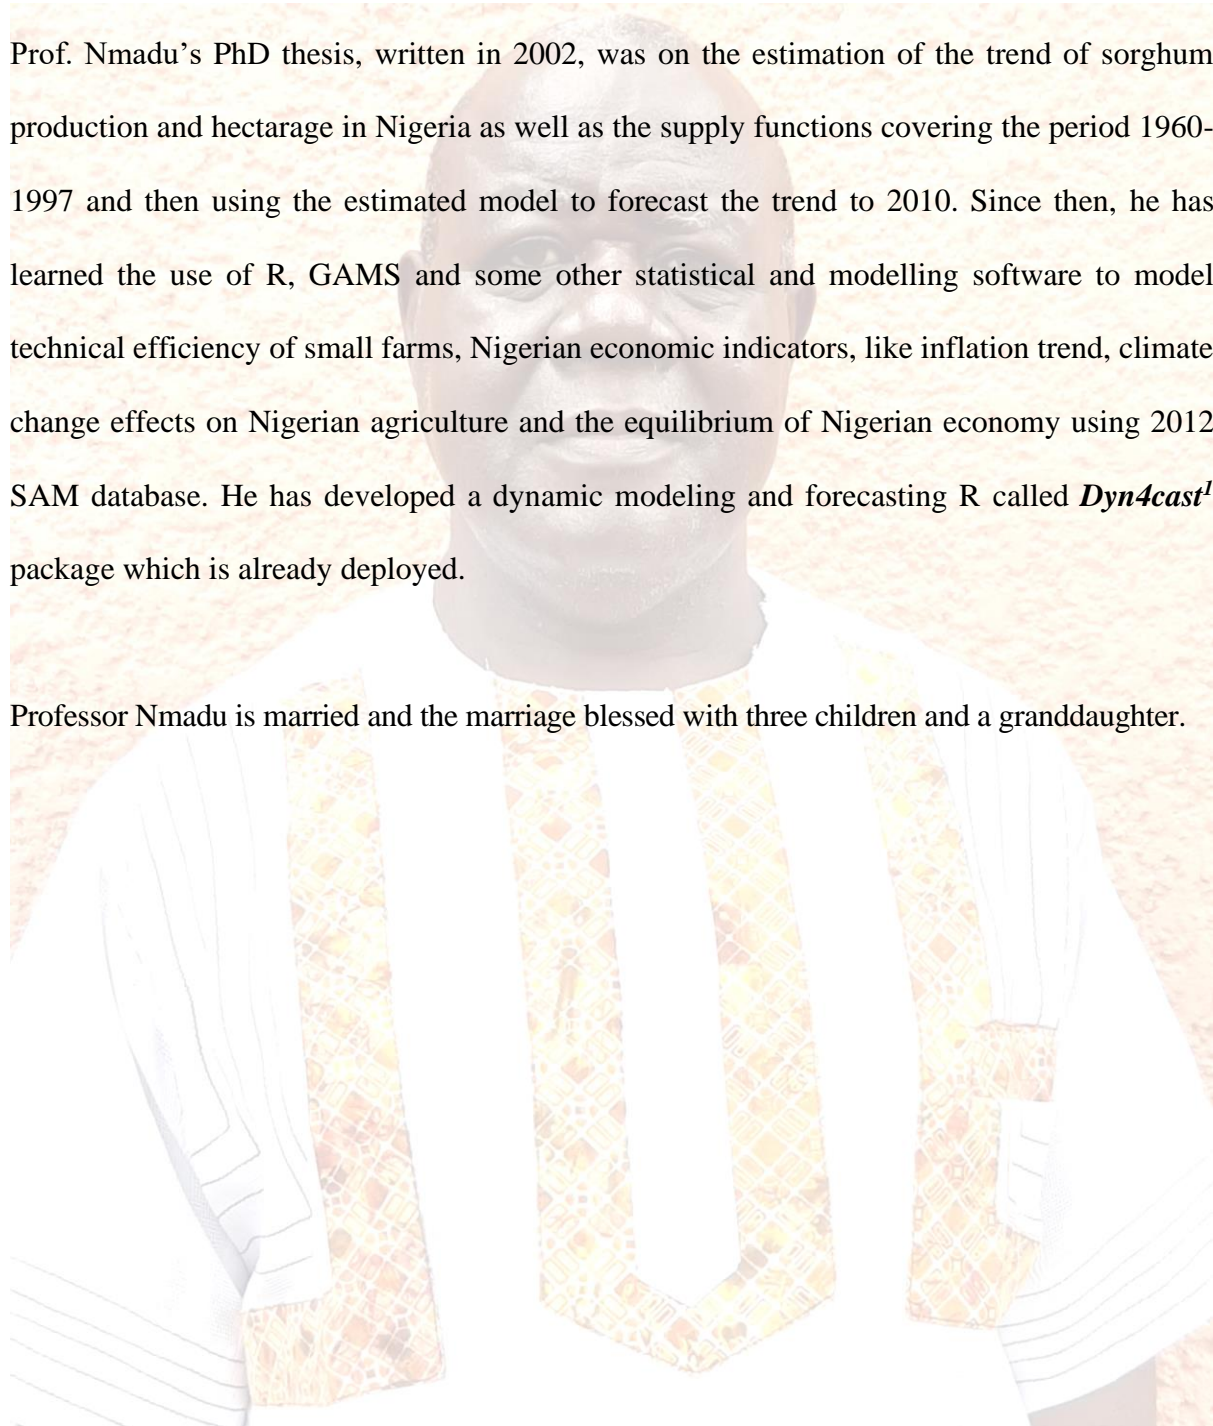 Prof. Nmadu’s PhD thesis, written in 2002, was on the estimation of the trend of sorghum
production and hectarage in Nigeria as well as the supply functions covering the period 1960-
1997 and then using the estimated model to forecast the trend to 2010. Since then, he has
learned the use of R, GAMS and some other statistical and modelling software to model
technical efficiency of small farms, Nigerian economic indicators, like inflation trend, climate
change effects on Nigerian agriculture and the equilibrium of Nigerian economy using 2012
SAM database. He has developed a dynamic modeling and forecasting R called Dyn4cast¹
package which is already deployed.
Professor Nmadu is married and the marriage blessed with three children and a granddaughter.